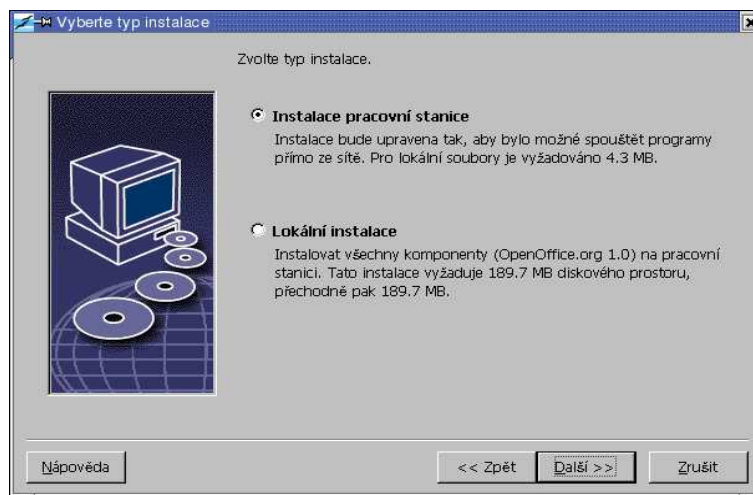 Vyberte typ instalace
Zvolte typ instalace.
Instalace pracovní stanice
Instalace bude upravena tak, aby bylo možné spouštět programy
přímo ze sítě. Pro lokální soubory je vyžadováno 4.3 MB.
Lokální instalace
Instalovat všechny komponenty (OpenOffice.org 1.0) na pracovní
stanici. Tato instalace vyžaduje 189.7 MB diskového prostoru,
přechodně pak 189.7 MB.
Nápověda
<< Zpět
Další >>
Zrušit